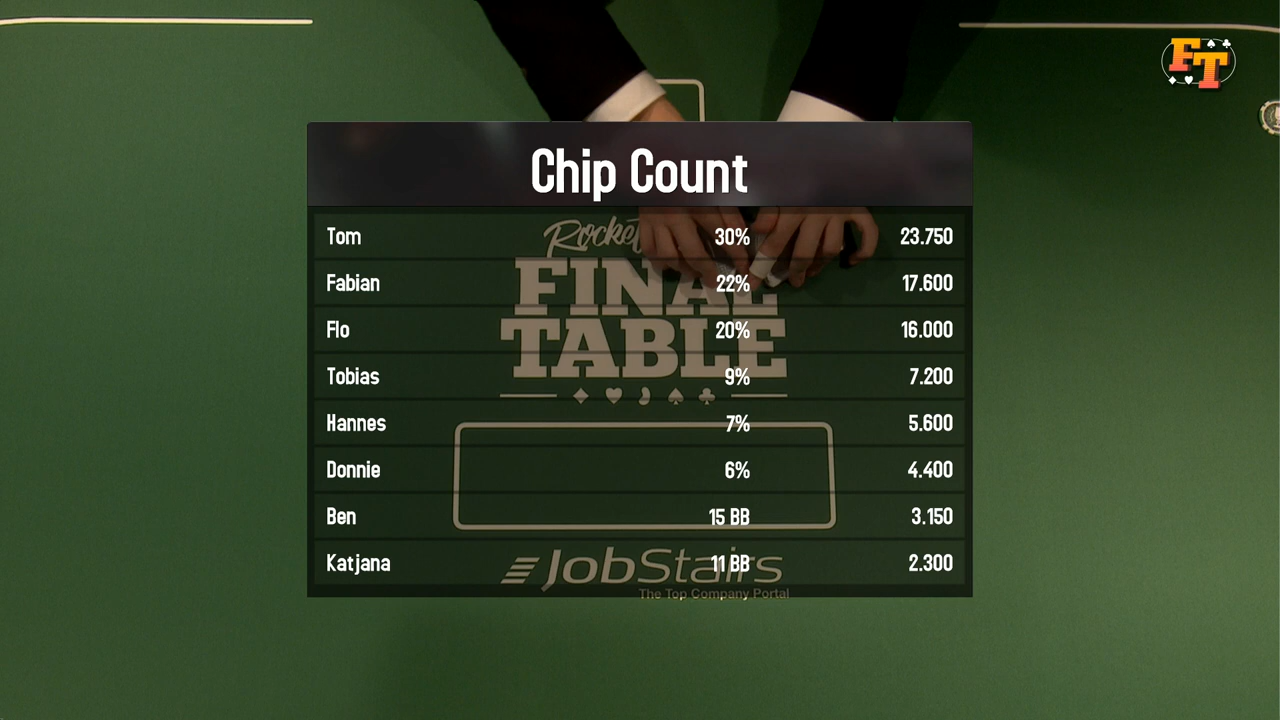 FT
Chip Count
Tom 30% 23.750
Fabian 22% 17.600
Flo 20% 16.000
Tobias 9% 7.200
Hannes 7% 5.600
Donnie 6% 4.400
Ben 15 BB 3.150
Katjana 11 BB 2.300
Rocket
FINAL
TABLE
JobStairs
The Top Company Portal